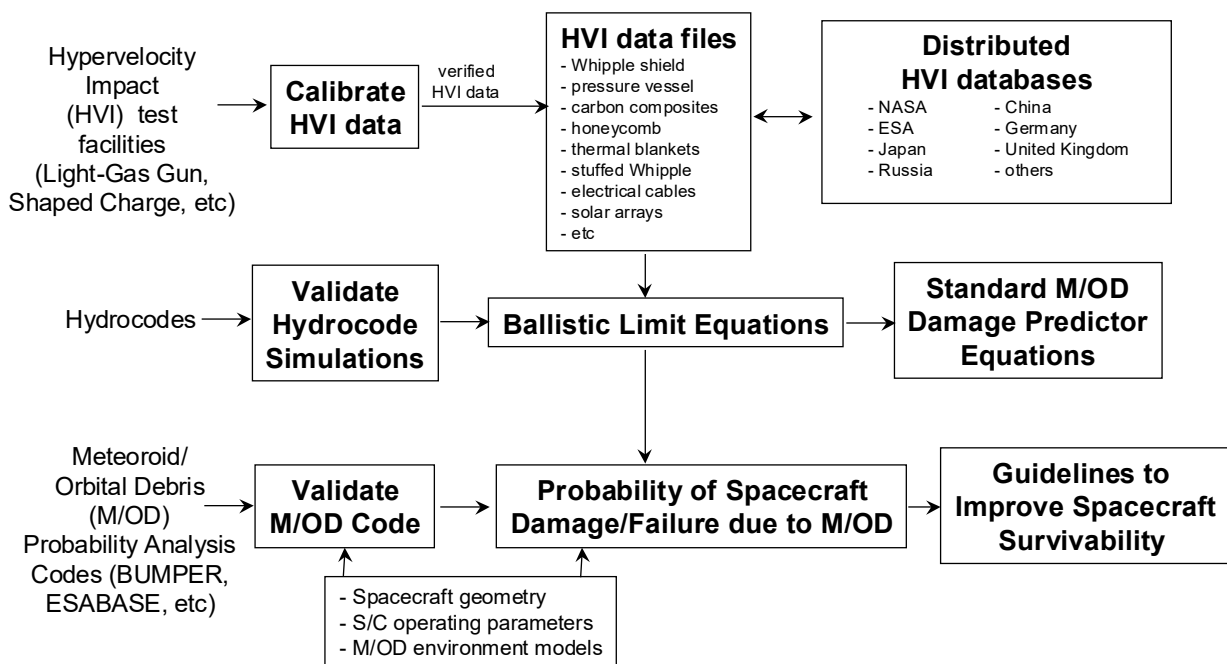 Hypervelocity
Impact
(HVI) test
facilities
(Light-Gas Gun,
Shaped Charge, etc)
Calibrate
HVI data
verified
HVI data
HVI data files
- Whipple shield
- pressure vessel
- carbon composites
- honeycomb
- thermal blankets
- stuffed Whipple
- electrical cables
- solar arrays
- etc
Distributed
HVI databases
- NASA
- ESA
- Japan
- Russia
- China
- Germany
- United Kingdom
- others
Hydrocodes
Validate
Hydrocode
Simulations
Ballistic Limit Equations
Standard M/OD
Damage Predictor
Equations
Meteoroid/
Orbital Debris
(M/OD)
Probability Analysis
Codes (BUMPER,
ESABASE, etc)
Validate
M/OD Code
Probability of Spacecraft
Damage/Failure due to M/OD
Guidelines to
Improve Spacecraft
Survivability
- Spacecraft geometry
- S/C operating parameters
- M/OD environment models